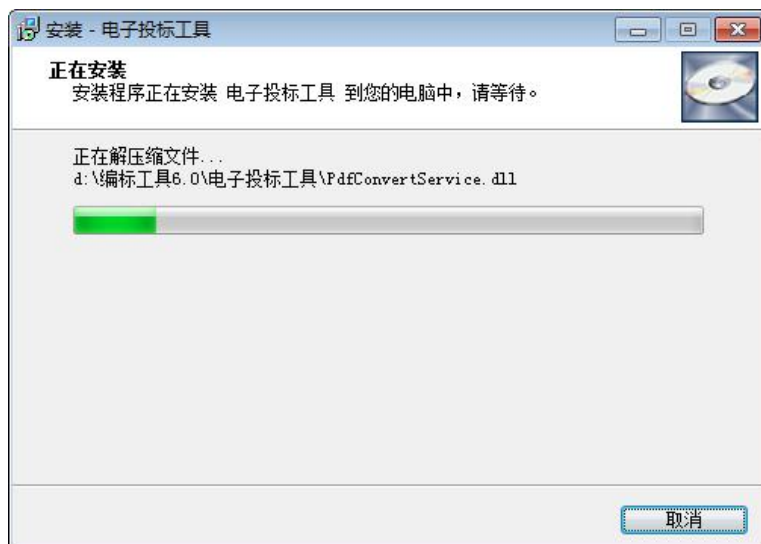 安装 - 电子投标工具
正在安装
安装程序正在安装 电子投标工具 到您的电脑中，请等待。
正在解压缩文件...
d:\编标工具6.0\电子投标工具\PdfConvertService.dll
取消